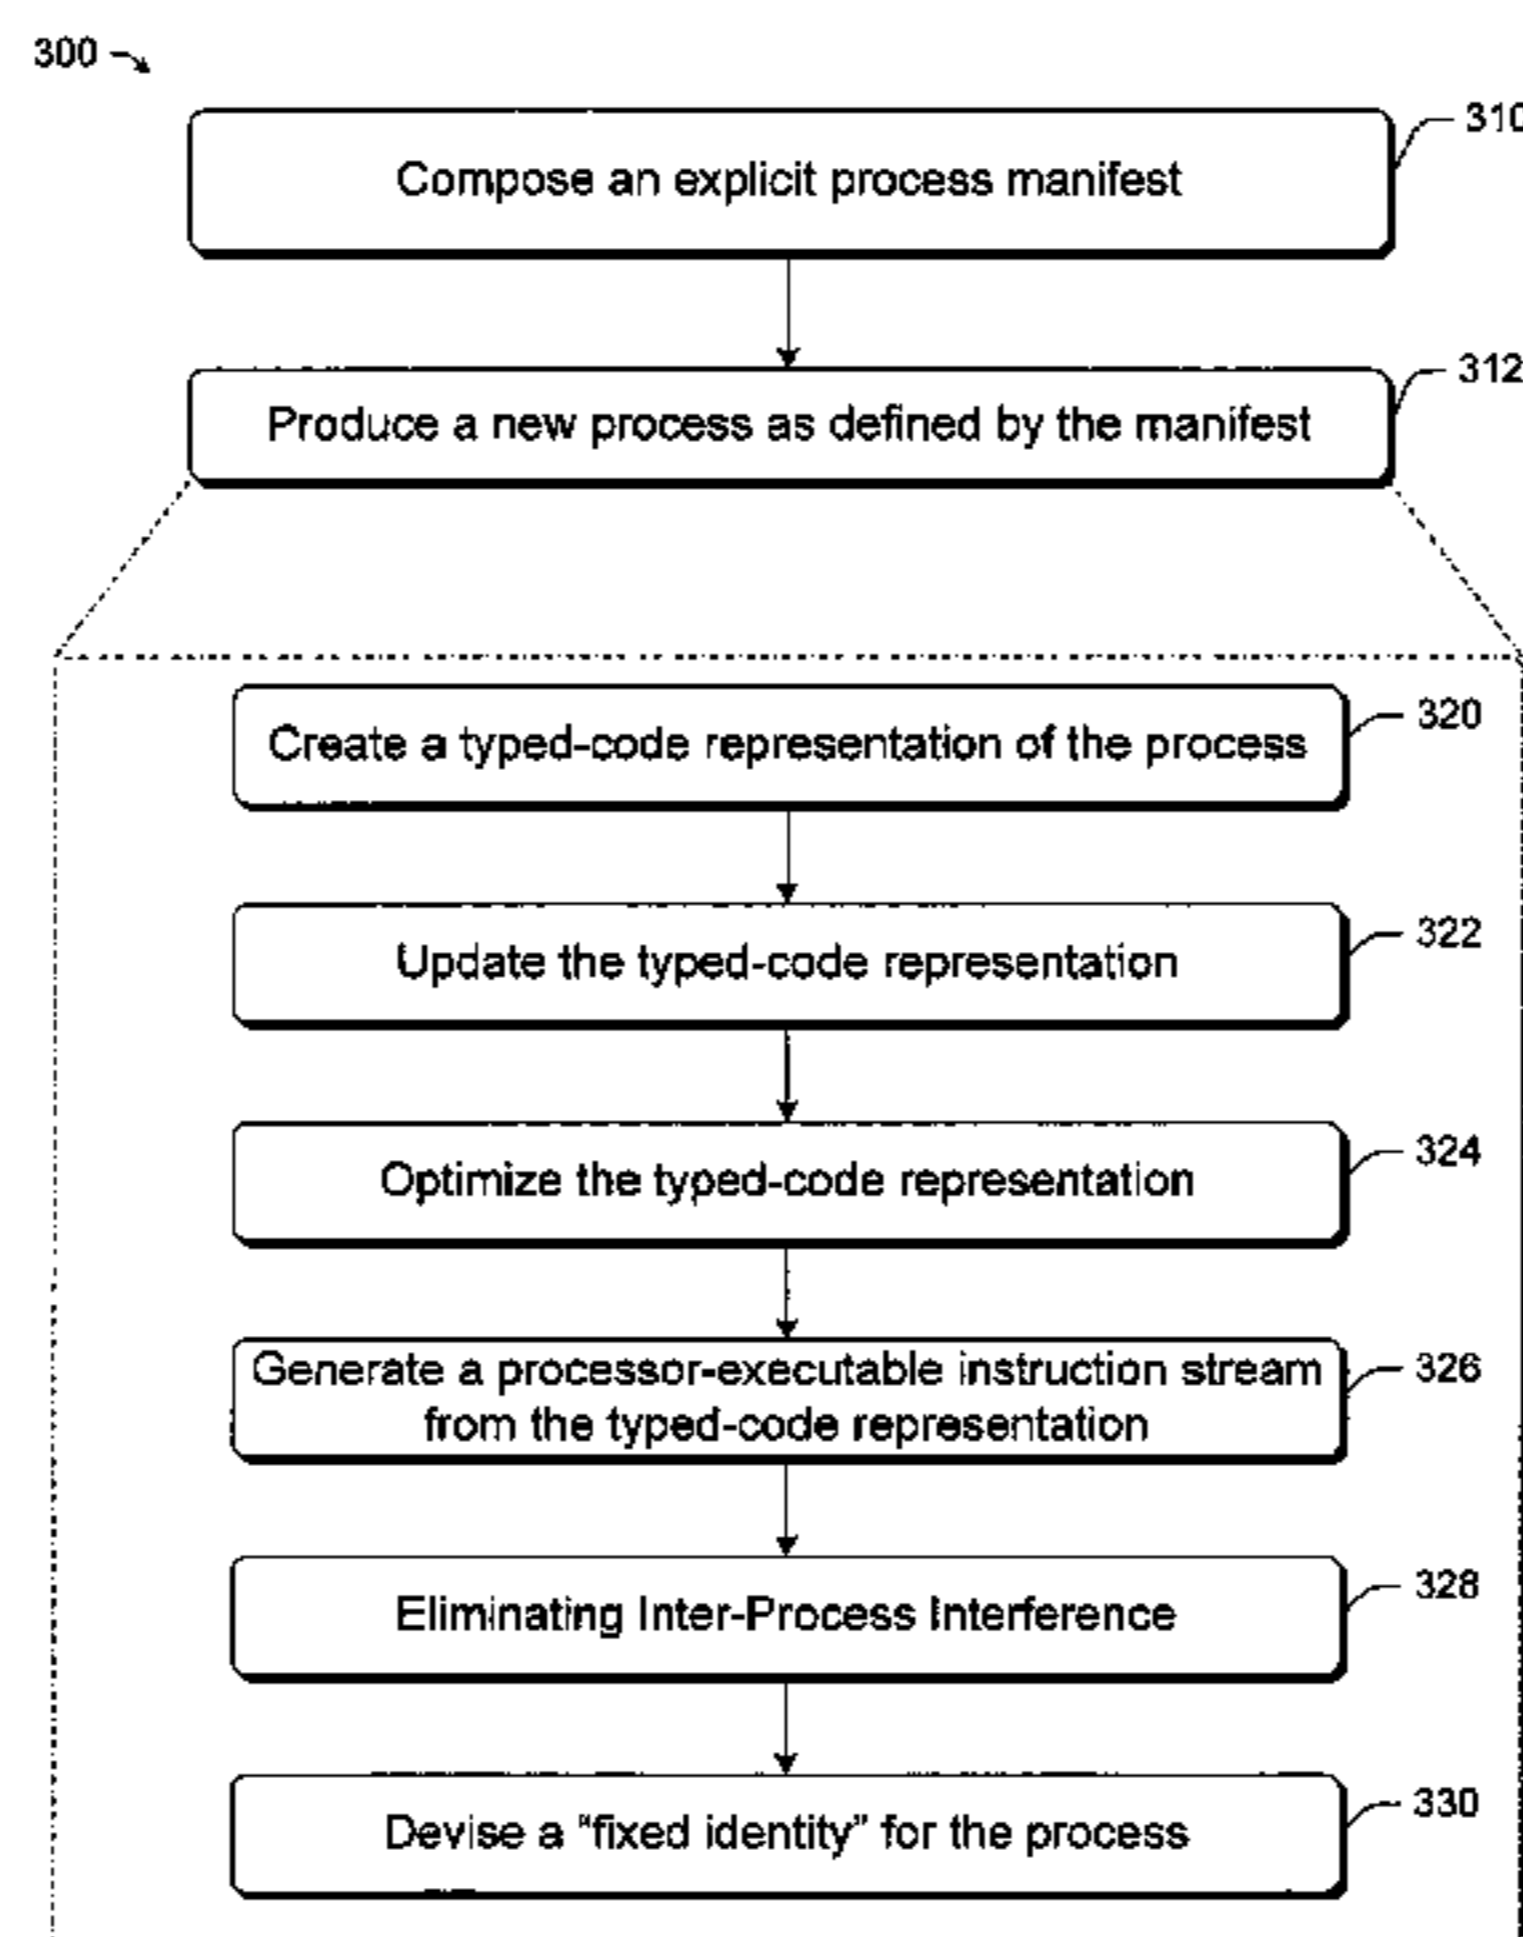 300
310
Compose an explicit process manifest
312
Produce a new process as defined by the manifest
320
Create a typed-code representation of the process
322
Update the typed-code representation
324
Optimize the typed-code representation
326
Generate a processor-executable instruction stream
from the typed-code representation
328
Eliminating Inter-Process Interference
330
Devise a “fixed identity” for the process